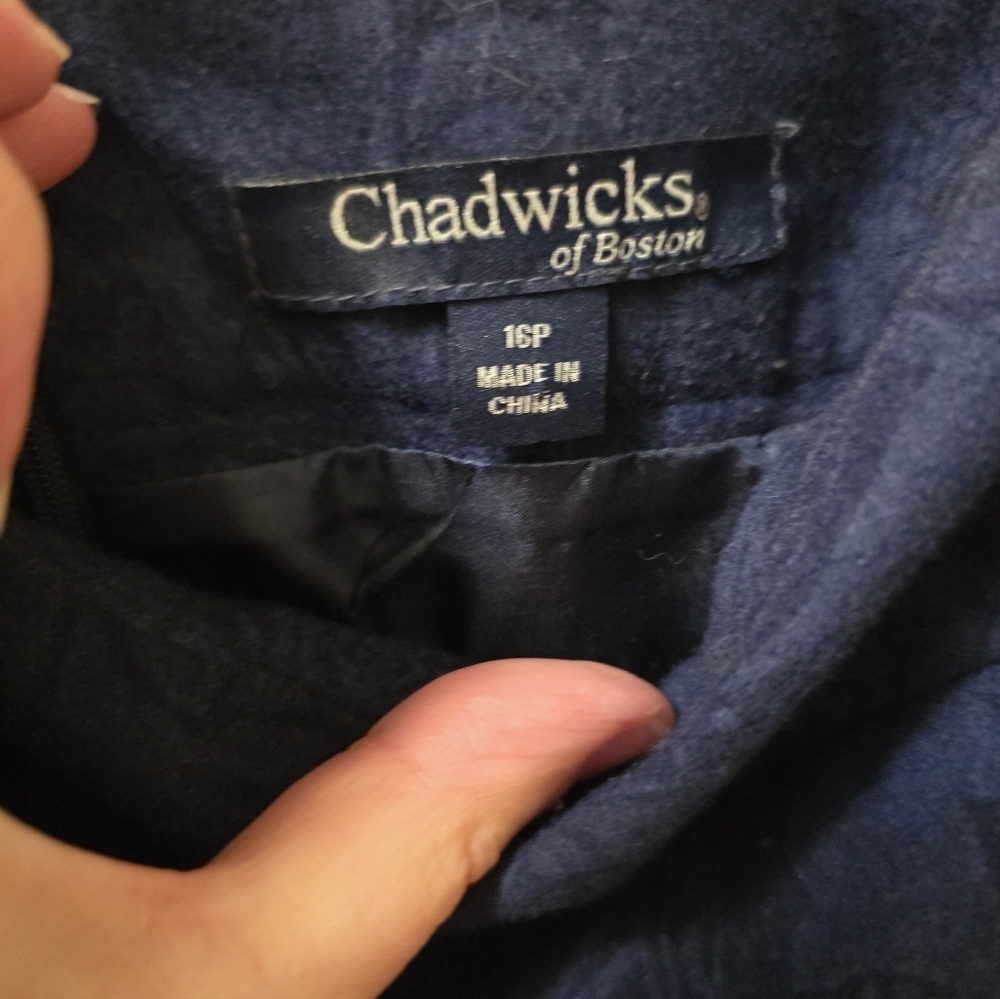 Chadwicks®
of Boston
16P
MADE IN
CHINA